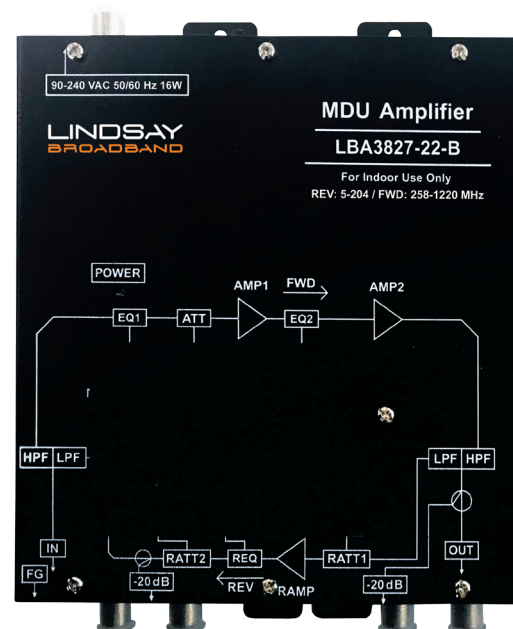 90-240 VAC 50/60 Hz 16W
LINDSAY
BROADBAND
MDU Amplifier
LBA3827-22-B
For Indoor Use Only
REV: 5-204 / FWD: 258-1220 MHz
POWER
AMP1
FWD
AMP2
EQ1
ATT
EQ2
HPF LPF
LPF HPF
IN
RATT2
REQ
RATT1
OUT
FG
-20dB
REV
RAMP
-20dB